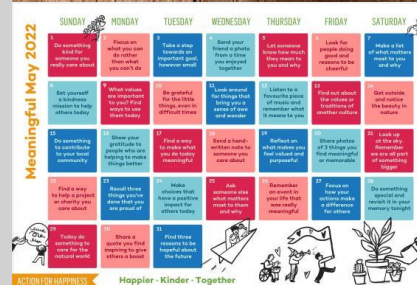 SUNDAY MONDAY TUESDAY WEDNESDAY THURSDAY FRIDAY SATURDAY
Meaningful May 2022
1
Do something
kind for
someone you
really care about
2
Focus on
what you can
do rather
than what
you can't do
3
Take a step
towards an
important goal,
however small
4
Send your
friend a photo
from a time
you enjoyed
together
5
Let someone
know how much
they mean to
you and why
6
Look for
people doing
good and
reasons to be
cheerful
7
Make a list
of what
matters most
to you and why
8
Set yourself
a kindness
mission to help
others today
9
What values
are important
to you? Find
ways to use
them today
10
Be grateful
for the little
things, even in
difficult times
11
Look around
for things that
bring you a
sense of awe
and wonder
12
Listen to a
favourite piece
of music and
remember what
it means to you
13
Find out about
the values or
traditions of
another culture
14
Get outside
and notice
the beauty in
nature
15
Do something
to contribute
to your local
community
16
Show your
gratitude to
people who are
helping to make
things better
17
Find a way
to make what
you do today
meaningful
18
Send a hand-
written note to
someone you
care about
19
Reflect on
what makes you
feel valued and
purposeful
20
Share photos
of 3 things you
find meaningful
or memorable
21
Look up
at the sky.
Remember
we are all part
of something
bigger
22
Find a way
to help a project
or charity you
care about
23
Recall three
things you've
done that you
are proud of
24
Make
choices that
have a positive
impact for
others today
25
Ask
someone else
what matters
most to them
and why
26
Remember an
event in
your life that
was really
meaningful
27
Focus on
how your
actions make
a difference
for others
28
Do something
special and
revisit it in your
memory tonight
29
Today do
something to
care for the
natural world
30
Share a
quote you find
inspiring to give
others a boost
31
Find three
reasons to be
hopeful about
the future
ACTION FOR HAPPINESS
Happier · Kinder · Together